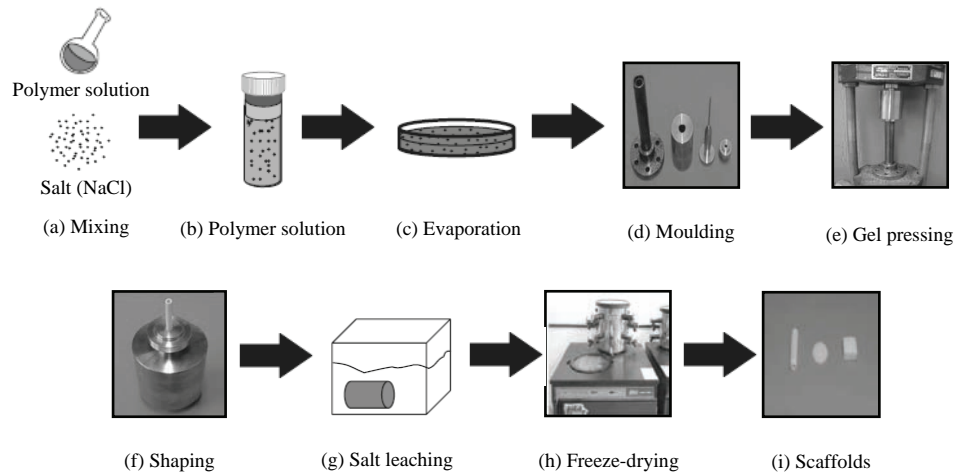 Polymer solution
Salt (NaCl)
(a) Mixing
(b) Polymer solution
(c) Evaporation
(d) Moulding
(e) Gel pressing
(f) Shaping
(g) Salt leaching
(h) Freeze-drying
(i) Scaffolds